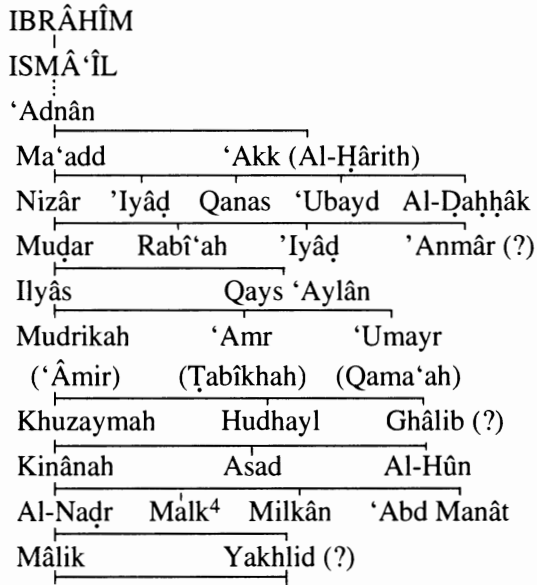 IBRÂHÎM
ISMÂ‘ÎL
‘Adnân
Ma‘add ‘Akk (Al-Ḥârith)
Nizâr ’Iyâḍ Qanas ‘Ubayd Al-Ḍaḥḥâk
Muḍar Rabî‘ah ’Iyâḍ ’Anmâr (?)
Ilyâs Qays ‘Aylân
Mudrikah ‘Amr ‘Umayr
(‘Âmir) (Ṭabîkhah) (Qama‘ah)
Khuzaymah Hudhayl Ghâlib (?)
Kinânah Asad Al-Hûn
Al-Naḍr Malk⁴ Milkân ‘Abd Manât
Mâlik Yakhlid (?)